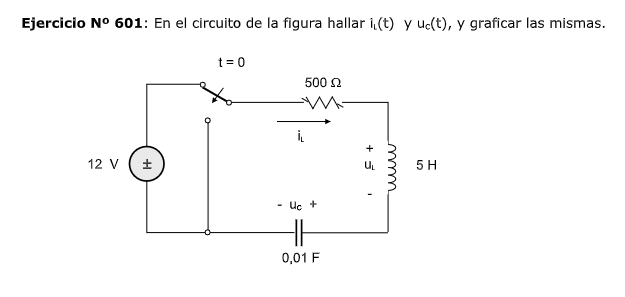 Ejercicio Nº 601: En el circuito de la figura hallar iL(t) y uc(t), y graficar las mismas.
t = 0
500 Ω
iL
12 V
±
+
uL
5 H
-
- uc +
0,01 F